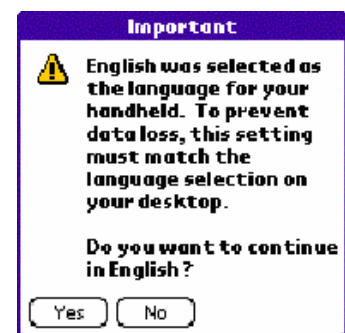 Important
English was selected as
the language for your
handheld. To prevent
data loss, this setting
must match the
language selection on
your desktop.
Do you want to continue
in English?
Yes No